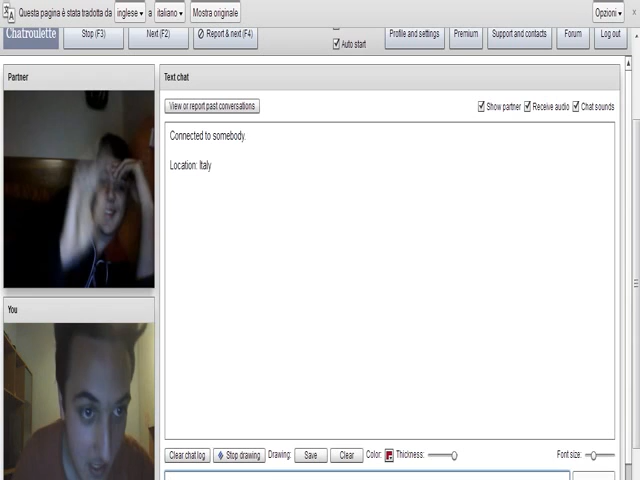 Questa pagina è stata tradotta da inglese a italiano Mostra originale Opzioni x
Chatroulette Stop (F3) Next (F2) Report & next (F4) Profile and settings Premium Support and contacts Forum Log out
Auto start
Partner
Text chat
View or report past conversations Show partner Receive audio Chat sounds
Connected to somebody.
Location: Italy
You
Clear chat log Stop drawing Drawing: Save Clear Color: Thickness: Font size: